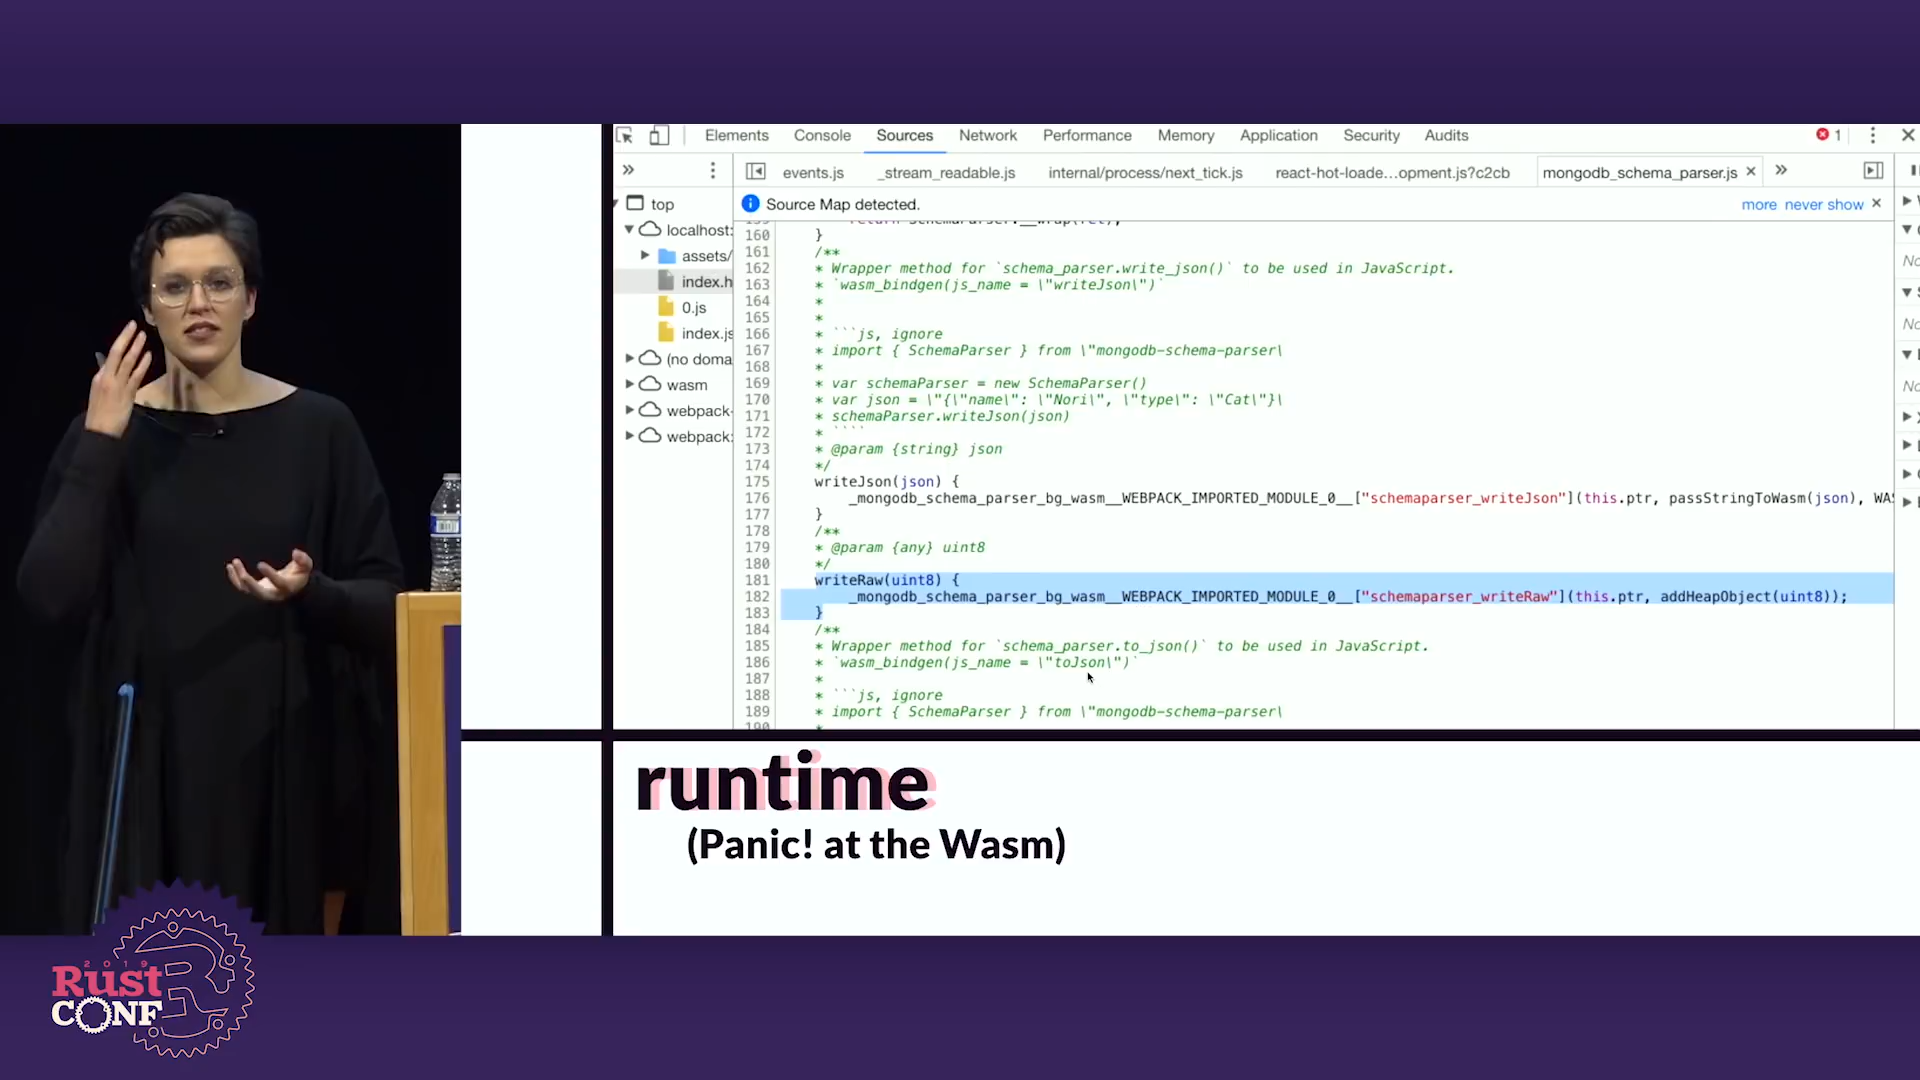 Elements Console Sources Network Performance Memory Application Security Audits 1
events.js _stream_readable.js internal/process/next_tick.js react-hot-loade...opment.js?c2cb mongodb_schema_parser.js
Source Map detected. more never show
top
localhost:
assets/
index.h
0.js
index.js
(no doma
wasm
webpack-
webpack:
160 }
161 /**
162 * Wrapper method for `schema_parser.write_json()` to be used in JavaScript.
163 * `wasm_bindgen(js_name = \"writeJson\")`
164 *
165 *
166 * ```js, ignore
167 * import { SchemaParser } from \"mongodb-schema-parser\
168 *
169 * var schemaParser = new SchemaParser()
170 * var json = \"{\"name\": \"Nori\", \"type\": \"Cat\"}\
171 * schemaParser.writeJson(json)
172 * ````
173 * @param {string} json
174 */
175 writeJson(json) {
176 _mongodb_schema_parser_bg_wasm__WEBPACK_IMPORTED_MODULE_0__["schemaparser_writeJson"](this.ptr, passStringToWasm(json), WAS
177 }
178 /**
179 * @param {any} uint8
180 */
181 writeRaw(uint8) {
182 _mongodb_schema_parser_bg_wasm__WEBPACK_IMPORTED_MODULE_0__["schemaparser_writeRaw"](this.ptr, addHeapObject(uint8));
183 }
184 /**
185 * Wrapper method for `schema_parser.to_json()` to be used in JavaScript.
186 * `wasm_bindgen(js_name = \"toJson\")`
187 *
188 * ```js, ignore
189 * import { SchemaParser } from \"mongodb-schema-parser\
190 *
runtime
(Panic! at the Wasm)
2019
Rust
CONF